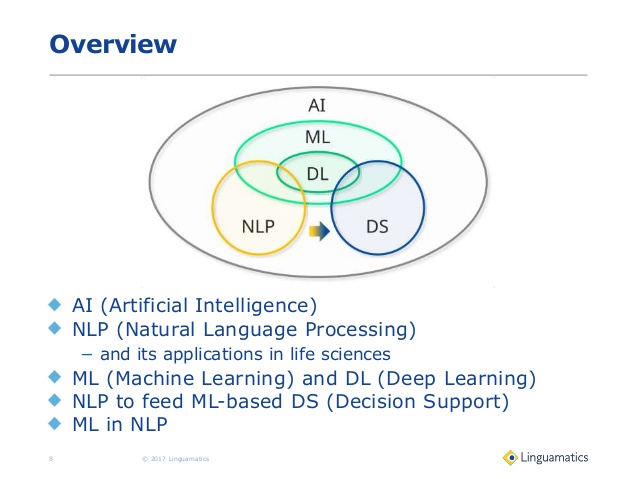 Overview
AI
ML
DL
NLP
DS
AI (Artificial Intelligence)
NLP (Natural Language Processing)
− and its applications in life sciences
ML (Machine Learning) and DL (Deep Learning)
NLP to feed ML-based DS (Decision Support)
ML in NLP
8
© 2017 Linguamatics
Linguamatics